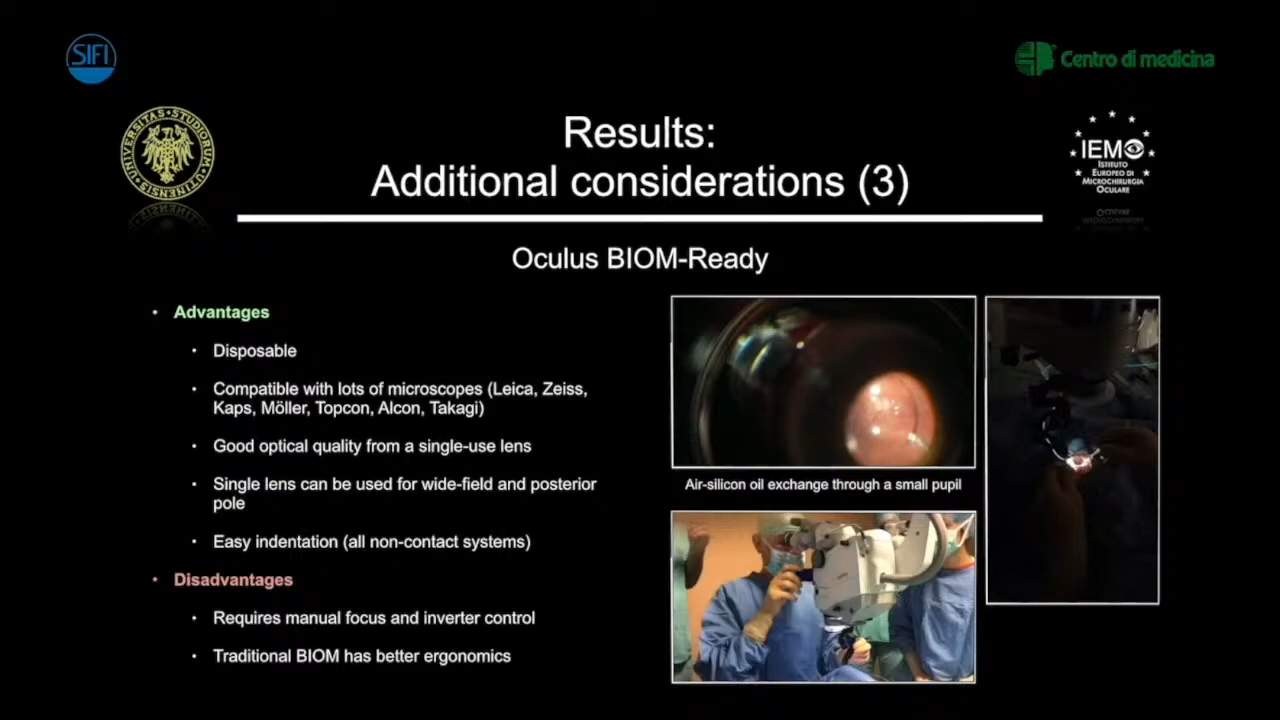 SIFI
Centro di medicina
UNIVERSITAS · STUDIORUM · UTINENSIS
IEMO
ISTITUTO
EUROPEO DI
MICROCHIRURGIA
OCULARE
Results:
Additional considerations (3)
Oculus BIOM-Ready
• Advantages
• Disposable
• Compatible with lots of microscopes (Leica, Zeiss,
Kaps, Möller, Topcon, Alcon, Takagi)
• Good optical quality from a single-use lens
• Single lens can be used for wide-field and posterior
pole
• Easy indentation (all non-contact systems)
• Disadvantages
• Requires manual focus and inverter control
• Traditional BIOM has better ergonomics
Air-silicon oil exchange through a small pupil